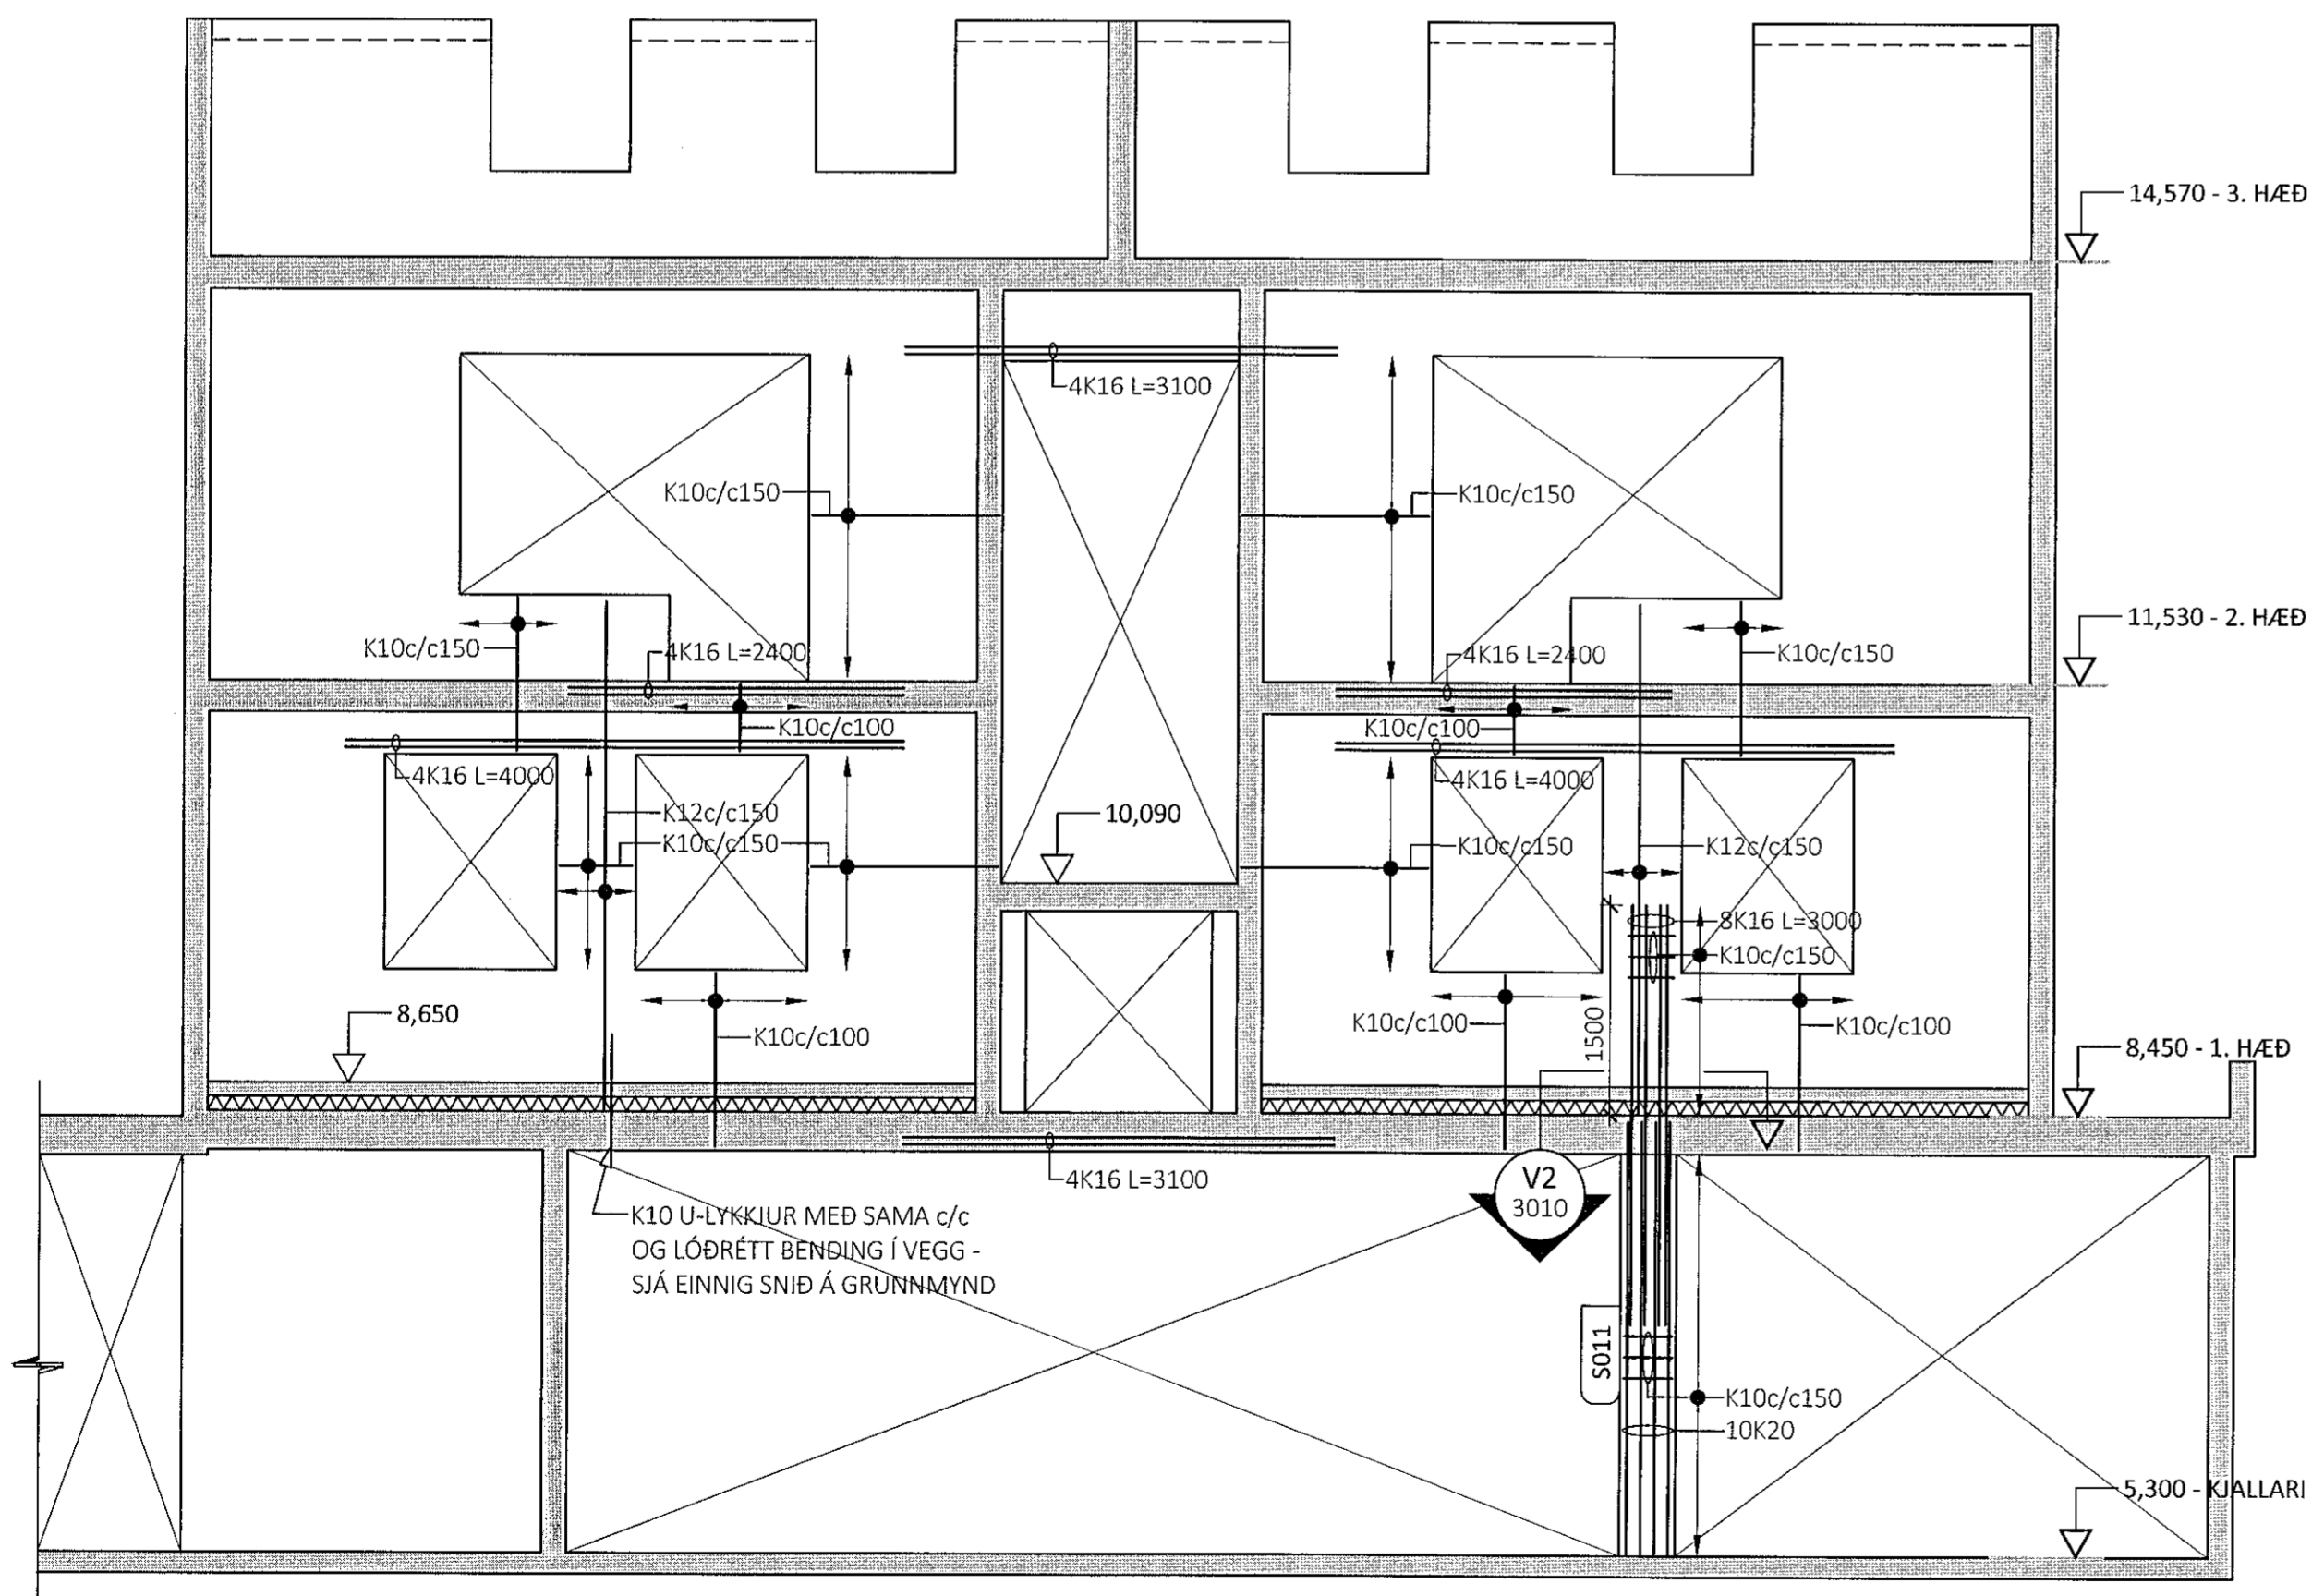 14,570 - 3. HÆÐ
4K16 L=3100
K10c/c150
K10c/c150
11,530 - 2. HÆÐ
K10c/c150
4K16 L=2400
4K16 L=2400
K10c/c150
K10c/c100
K10c/c100
4K16 L=4000
4K16 L=4000
K12c/c150
10,090
K10c/c150
K10c/c150
K12c/c150
8K16 L=3000
K10c/c150
8,650
K10c/c100
K10c/c100
1500
K10c/c100
8,450 - 1. HÆÐ
4K16 L=3100
V2
3010
K10 U-LYKKJUR MEÐ SAMA c/c
OG LÓÐRÉTT BENDING Í VEGG -
SJÁ EINNIG SNIÐ Á GRUNNMYND
S011
K10c/c150
10K20
5,300 - KJALLARI